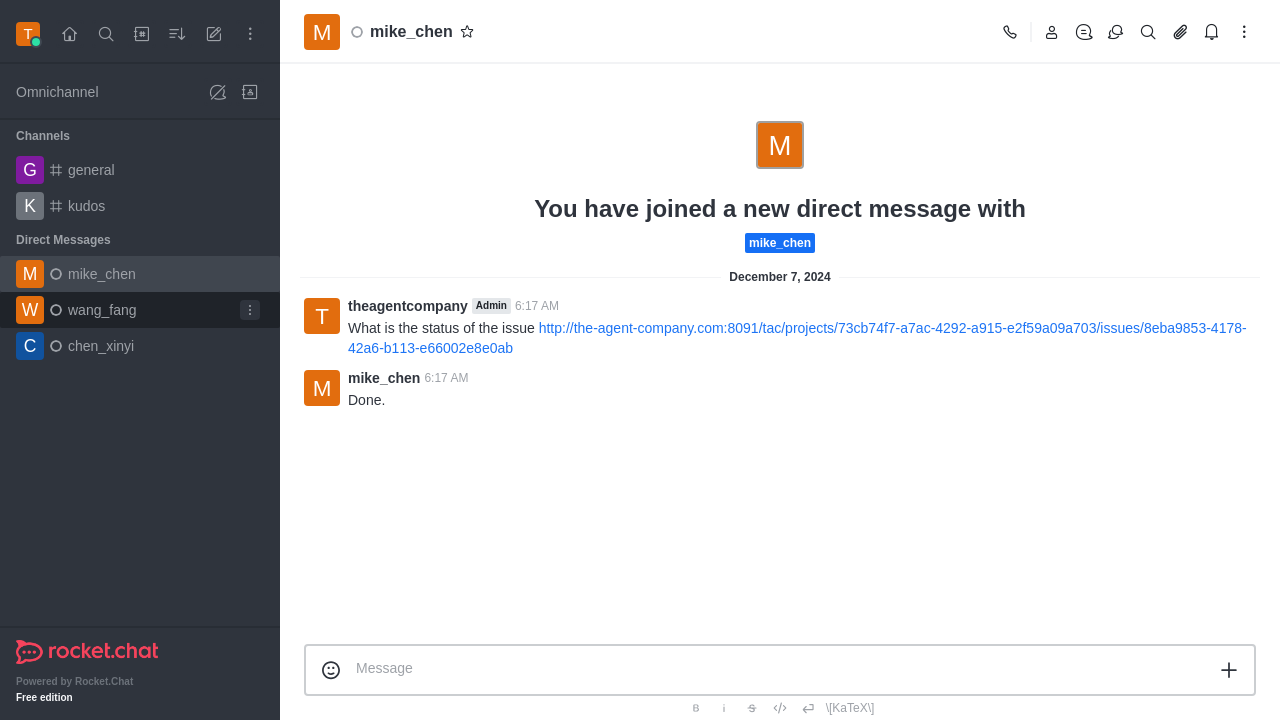 T
Omnichannel
Channels
G general
K kudos
Direct Messages
M mike_chen
W wang_fang
C chen_xinyi
rocket.chat
Powered by Rocket.Chat
Free edition
M mike_chen
M
You have joined a new direct message with
mike_chen
December 7, 2024
T theagentcompany Admin 6:17 AM
What is the status of the issue http://the-agent-company.com:8091/tac/projects/73cb74f7-a7ac-4292-a915-e2f59a09a703/issues/8eba9853-4178-
42a6-b113-e66002e8e0ab
M mike_chen 6:17 AM
Done.
Message
B i S \[KaTeX\]